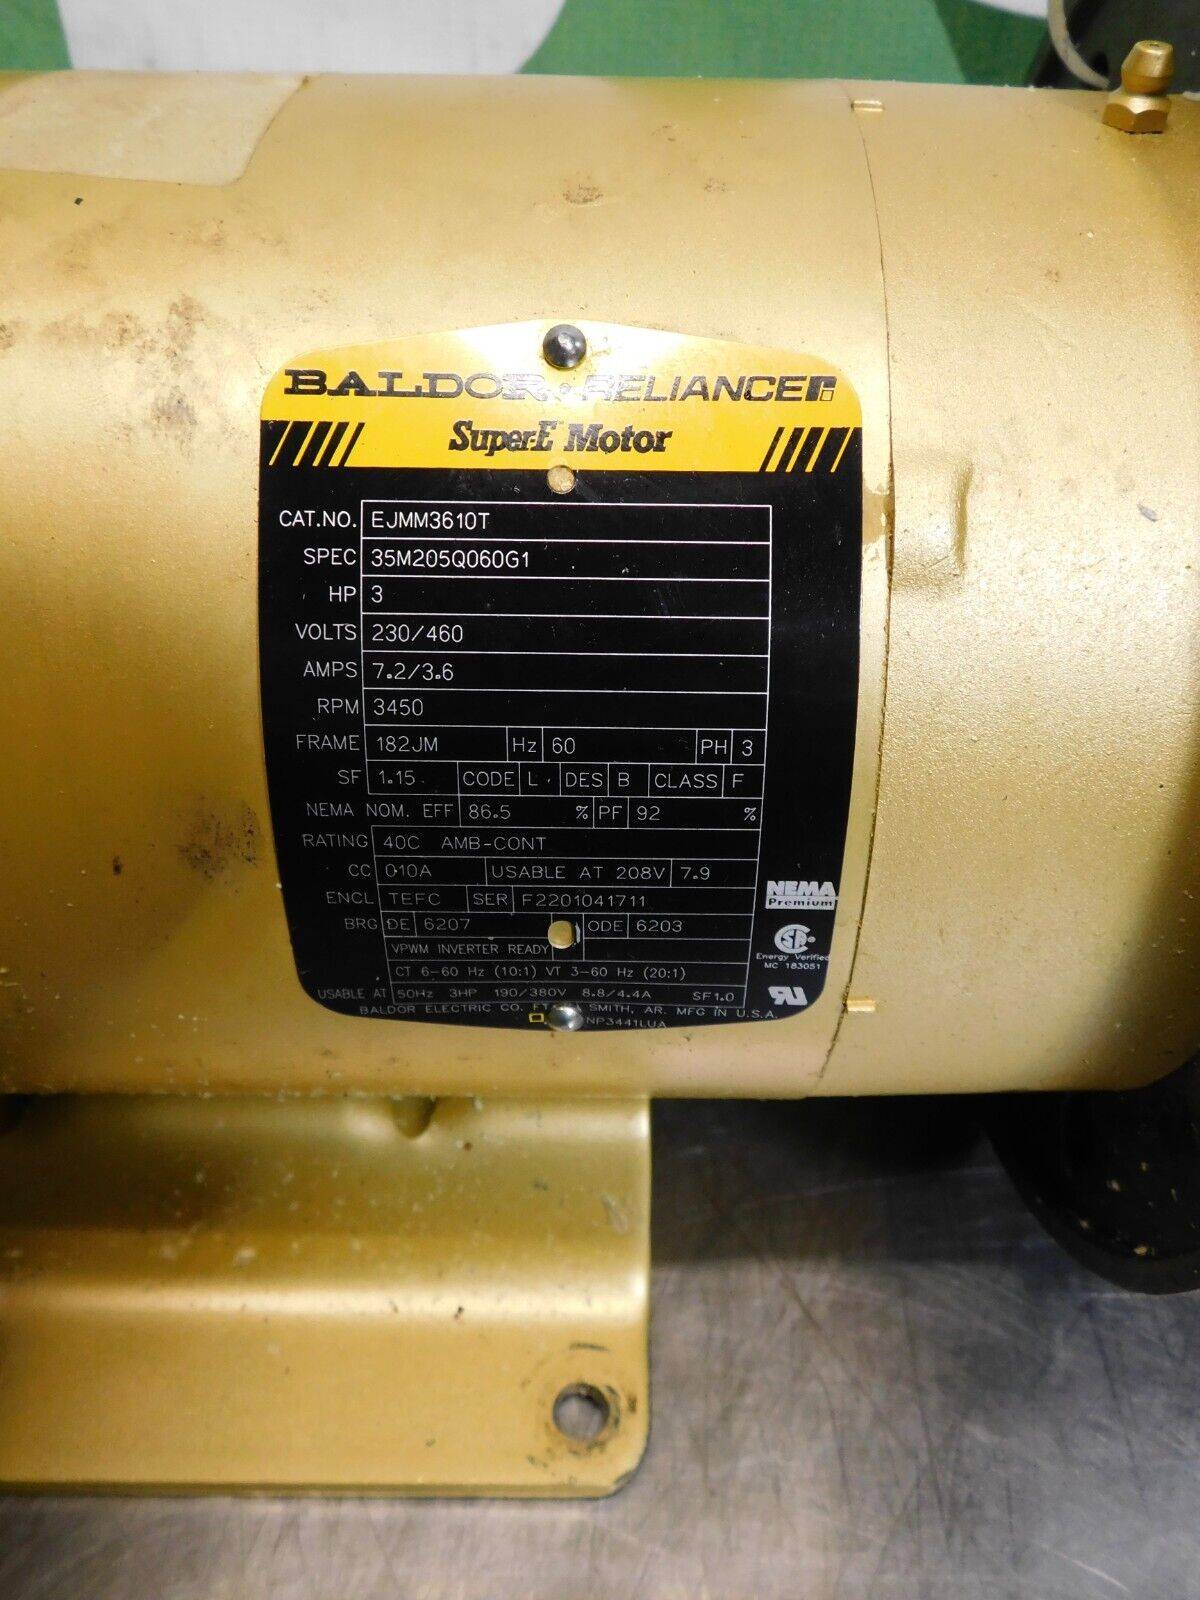 BALDOR • RELIANCE
Super-E Motor
CAT.NO. EJMM3610T
SPEC 35M205Q060G1
HP 3
VOLTS 230/460
AMPS 7.2/3.6
RPM 3450
FRAME 182JM Hz 60 PH 3
SF 1.15 CODE L DES B CLASS F
NEMA NOM. EFF 86.5 % PF 92 %
RATING 40C AMB-CONT
CC 010A USABLE AT 208V 7.9
ENCL TEFC SER F2201041711
BRG DE 6207 ODE 6203
VPWM INVERTER READY
CT 6-60 Hz (10:1) VT 3-60 Hz (20:1)
USABLE AT 50Hz 3HP 190/380V 8.8/4.4A SF1.0
BALDOR ELECTRIC CO. SMITH, AR. MFG IN U.S.A.
NP3441LUA
NEMA
Premium
Energy Verified
MC 183051